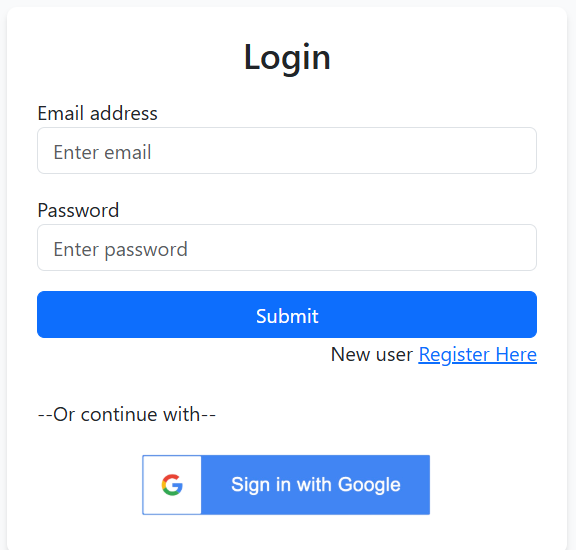 Login
Email address
Enter email
Password
Enter password
Submit
New user Register Here
--Or continue with--
Sign in with Google